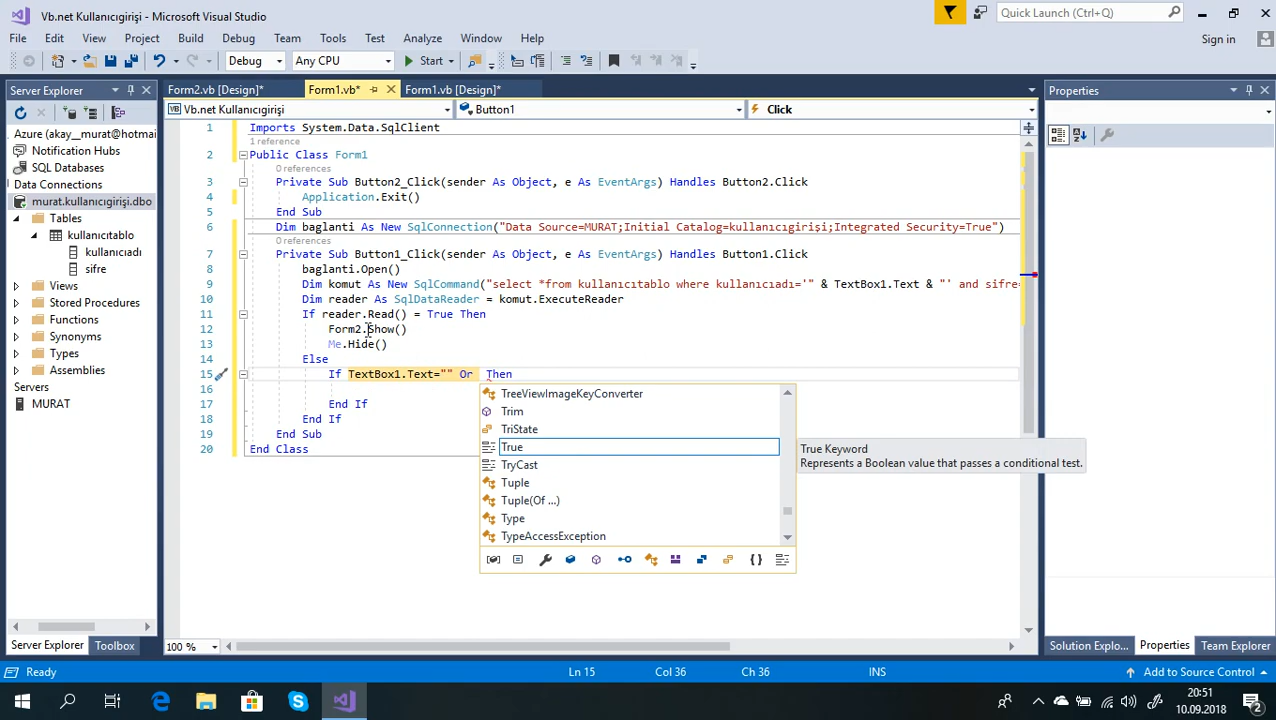 Vb.net Kullanıcıgirişi - Microsoft Visual Studio
Quick Launch (Ctrl+Q)
File Edit View Project Build Debug Team Tools Test Analyze Window Help
Sign in
Debug Any CPU Start
Server Explorer
Form2.vb [Design]* Form1.vb* Form1.vb [Design]*
Properties
Vb.net Kullanıcıgirişi Button1 Click
Azure (akay__murat@hotmai
Notification Hubs
SQL Databases
Data Connections
murat.kullanıcıgirişi.dbo
Tables
kullanıcıtablo
kullanıcıadı
sifre
Views
Stored Procedures
Functions
Synonyms
Types
Assemblies
Servers
MURAT
1 Imports System.Data.SqlClient
1 reference
2 Public Class Form1
0 references
3 Private Sub Button2_Click(sender As Object, e As EventArgs) Handles Button2.Click
4 Application.Exit()
5 End Sub
6 Dim baglanti As New SqlConnection("Data Source=MURAT;Initial Catalog=kullanıcıgirişi;Integrated Security=True")
0 references
7 Private Sub Button1_Click(sender As Object, e As EventArgs) Handles Button1.Click
8 baglanti.Open()
9 Dim komut As New SqlCommand("select *from kullanıcıtablo where kullanıcıadı='" & TextBox1.Text & "' and sifre=
10 Dim reader As SqlDataReader = komut.ExecuteReader
11 If reader.Read() = True Then
12 Form2.Show()
13 Me.Hide()
14 Else
15 If TextBox1.Text="" Or Then
16
17 End If
18 End If
19 End Sub
20 End Class
TreeViewImageKeyConverter
Trim
TriState
True
TryCast
Tuple
Tuple(Of ...)
Type
TypeAccessException
True Keyword
Represents a Boolean value that passes a conditional test.
Server Explorer Toolbox
100 %
Solution Explo... Properties Team Explorer
Ready Ln 15 Col 36 Ch 36 INS Add to Source Control
20:51
10.09.2018
2